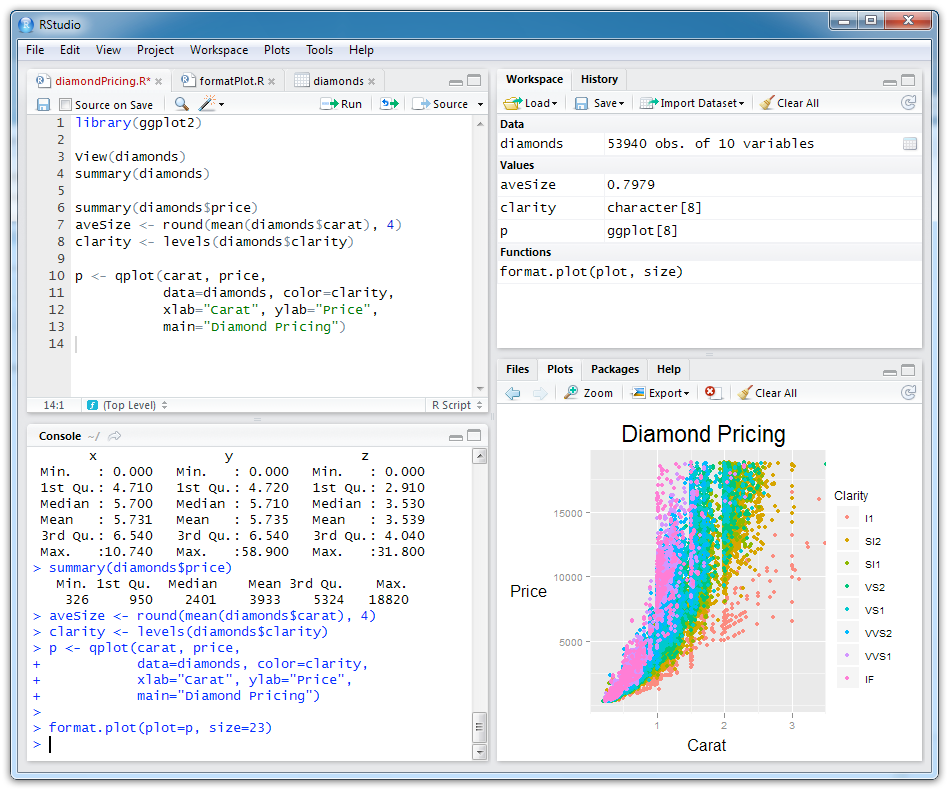 RStudio
File Edit View Project Workspace Plots Tools Help
diamondPricing.R* formatPlot.R diamonds
Source on Save Run Source
1 library(ggplot2)
2
3 View(diamonds)
4 summary(diamonds)
5
6 summary(diamonds$price)
7 aveSize <- round(mean(diamonds$carat), 4)
8 clarity <- levels(diamonds$clarity)
9
10 p <- qplot(carat, price,
11 data=diamonds, color=clarity,
12 xlab="Carat", ylab="Price",
13 main="Diamond Pricing")
14
14:1 (Top Level) R Script
Console ~/
x y z
Min. : 0.000 Min. : 0.000 Min. : 0.000
1st Qu.: 4.710 1st Qu.: 4.720 1st Qu.: 2.910
Median : 5.700 Median : 5.710 Median : 3.530
Mean : 5.731 Mean : 5.735 Mean : 3.539
3rd Qu.: 6.540 3rd Qu.: 6.540 3rd Qu.: 4.040
Max. :10.740 Max. :58.900 Max. :31.800
> summary(diamonds$price)
Min. 1st Qu. Median Mean 3rd Qu. Max.
326 950 2401 3933 5324 18820
> aveSize <- round(mean(diamonds$carat), 4)
> clarity <- levels(diamonds$clarity)
> p <- qplot(carat, price,
+ data=diamonds, color=clarity,
+ xlab="Carat", ylab="Price",
+ main="Diamond Pricing")
>
> format.plot(plot=p, size=23)
>
Workspace History
Load Save Import Dataset Clear All
Data
diamonds 53940 obs. of 10 variables
Values
aveSize 0.7979
clarity character[8]
p ggplot[8]
Functions
format.plot(plot, size)
Files Plots Packages Help
Zoom Export Clear All
Diamond Pricing
Price
15000
10000
5000
1 2 3
Carat
Clarity
I1
SI2
SI1
VS2
VS1
VVS2
VVS1
IF